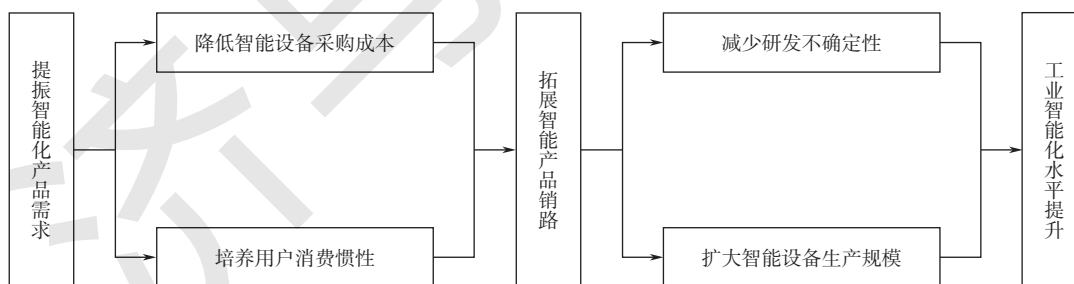 提振智能化产品需求
降低智能设备采购成本
培养用户消费惯性
拓展智能产品销路
减少研发不确定性
扩大智能设备生产规模
工业智能化水平提升